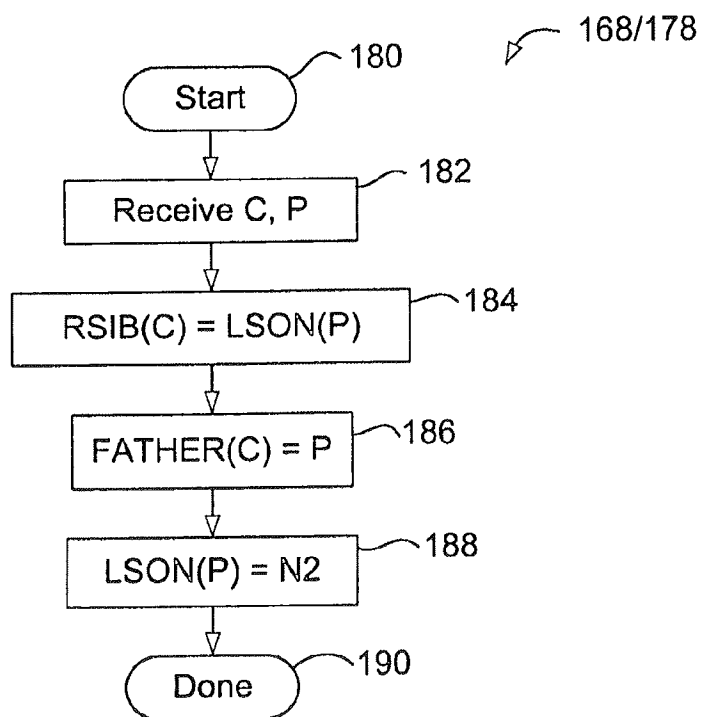 168/178
180
Start
182
Receive C, P
184
RSIB(C) = LSON(P)
186
FATHER(C) = P
188
LSON(P) = N2
190
Done